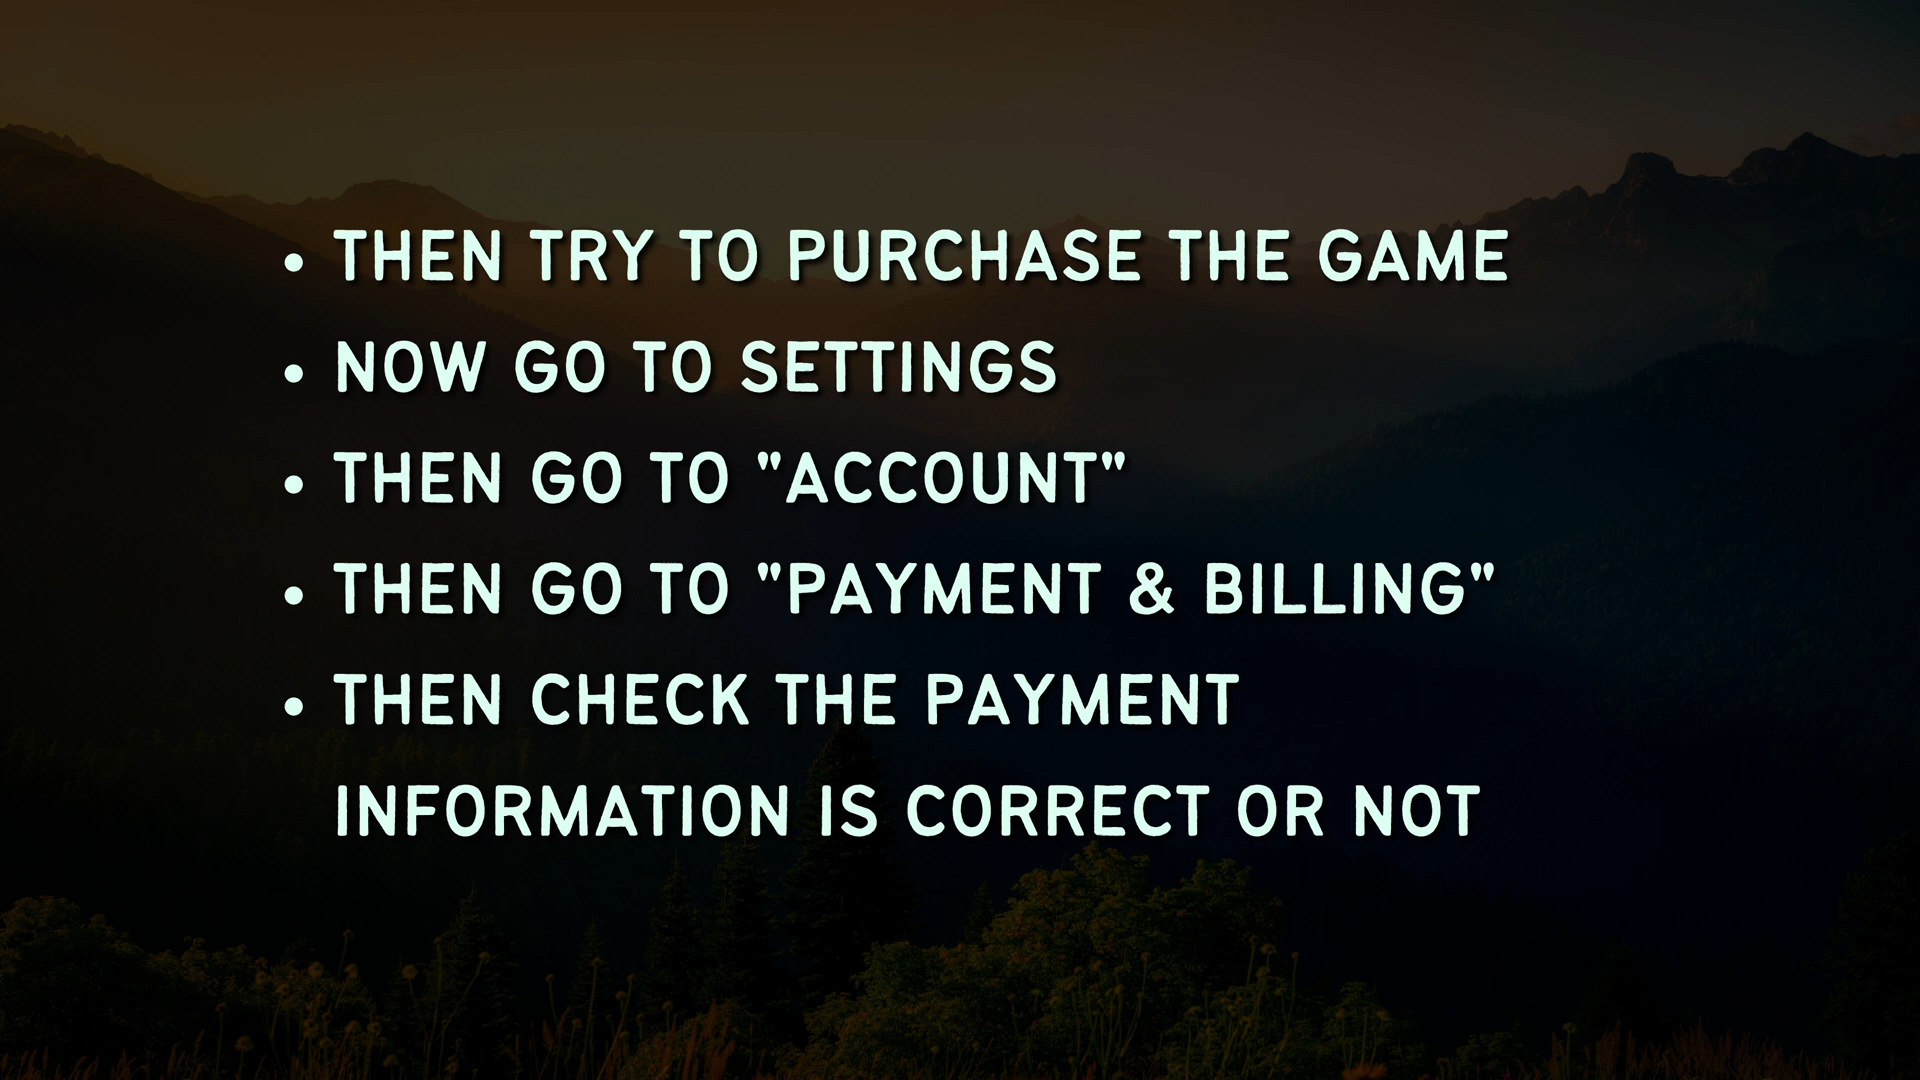 • THEN TRY TO PURCHASE THE GAME
• NOW GO TO SETTINGS
• THEN GO TO "ACCOUNT"
• THEN GO TO "PAYMENT & BILLING"
• THEN CHECK THE PAYMENT
INFORMATION IS CORRECT OR NOT